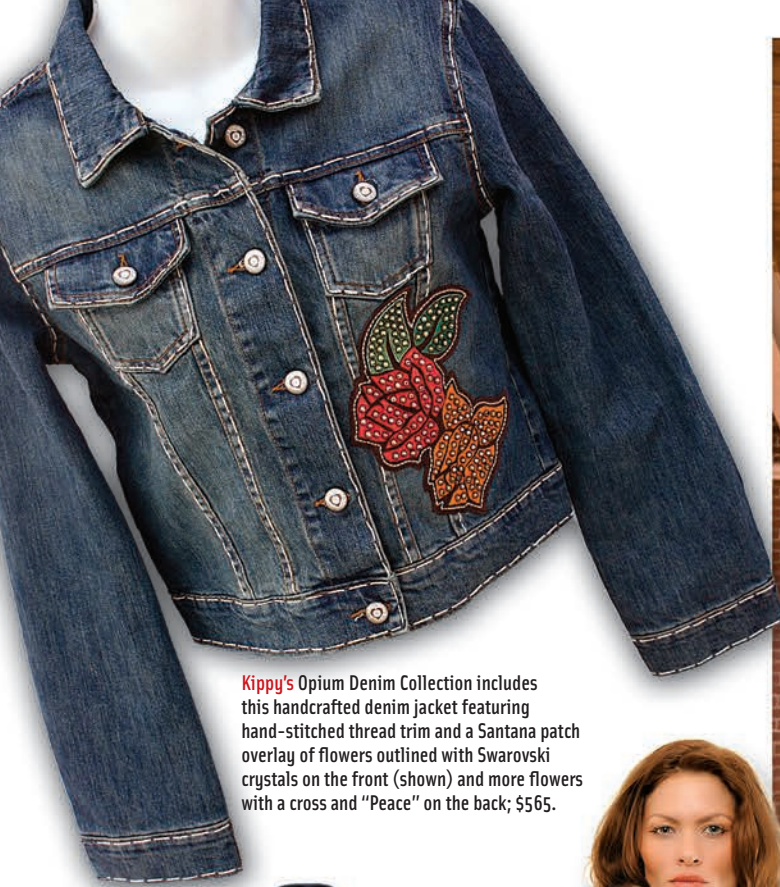 Kippy's Opium Denim Collection includes
this handcrafted denim jacket featuring
hand-stitched thread trim and a Santana patch
overlay of flowers outlined with Swarovski
crystals on the front (shown) and more flowers
with a cross and “Peace” on the back; $565.